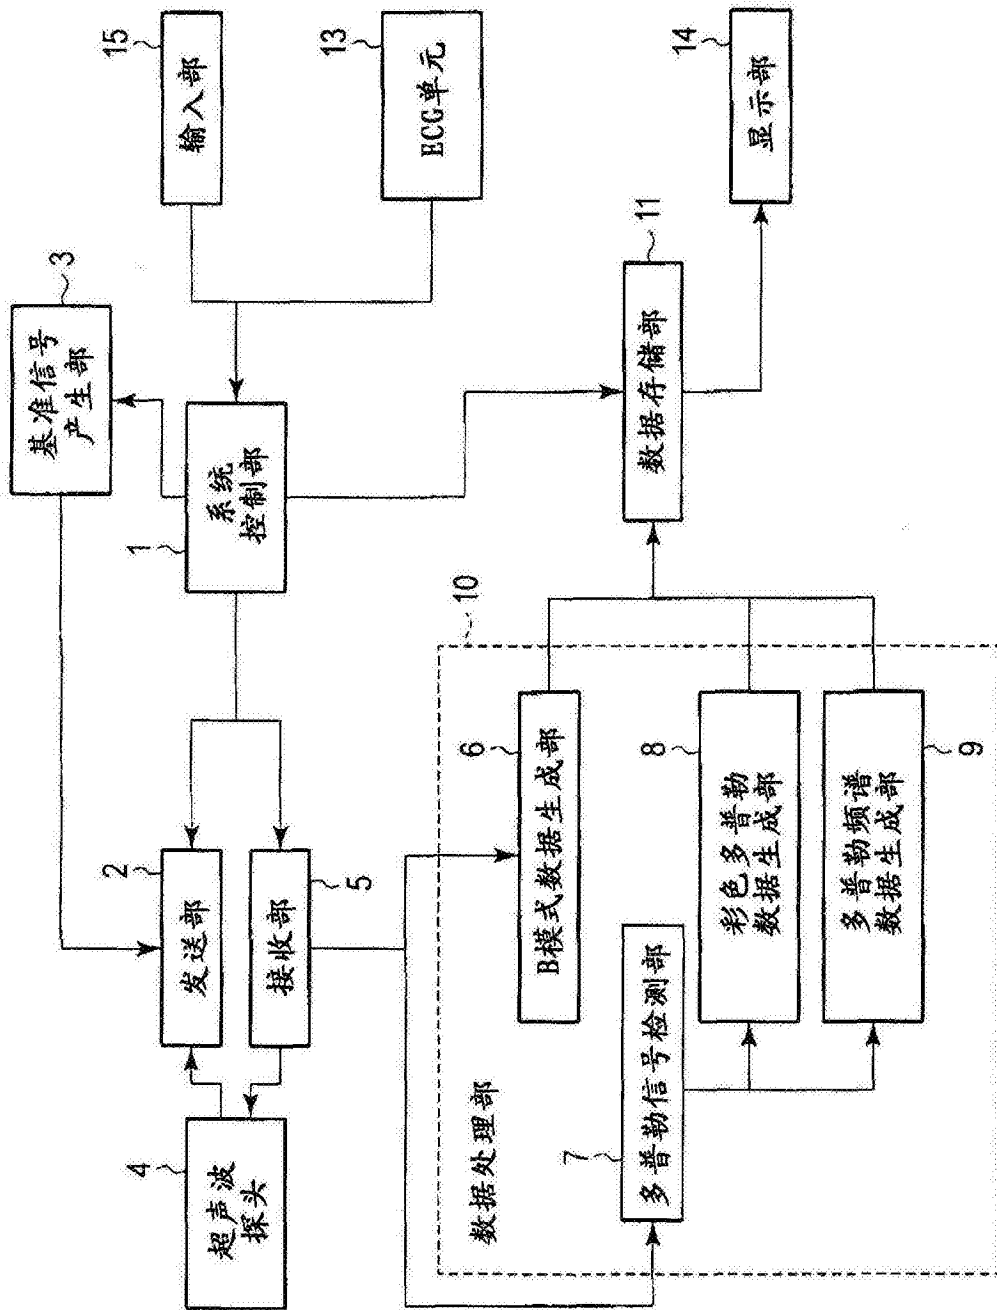 3
基准信号
产生部
15
输入部
1
系统
控制部
13
ECG单元
4
超声波
探头
2
发送部
5
接收部
10
数据处理部
6
B模式数据生成部
7
多普勒信号检测部
8
彩色多普勒
数据生成部
9
多普勒频谱
数据生成部
11
数据存储部
14
显示部